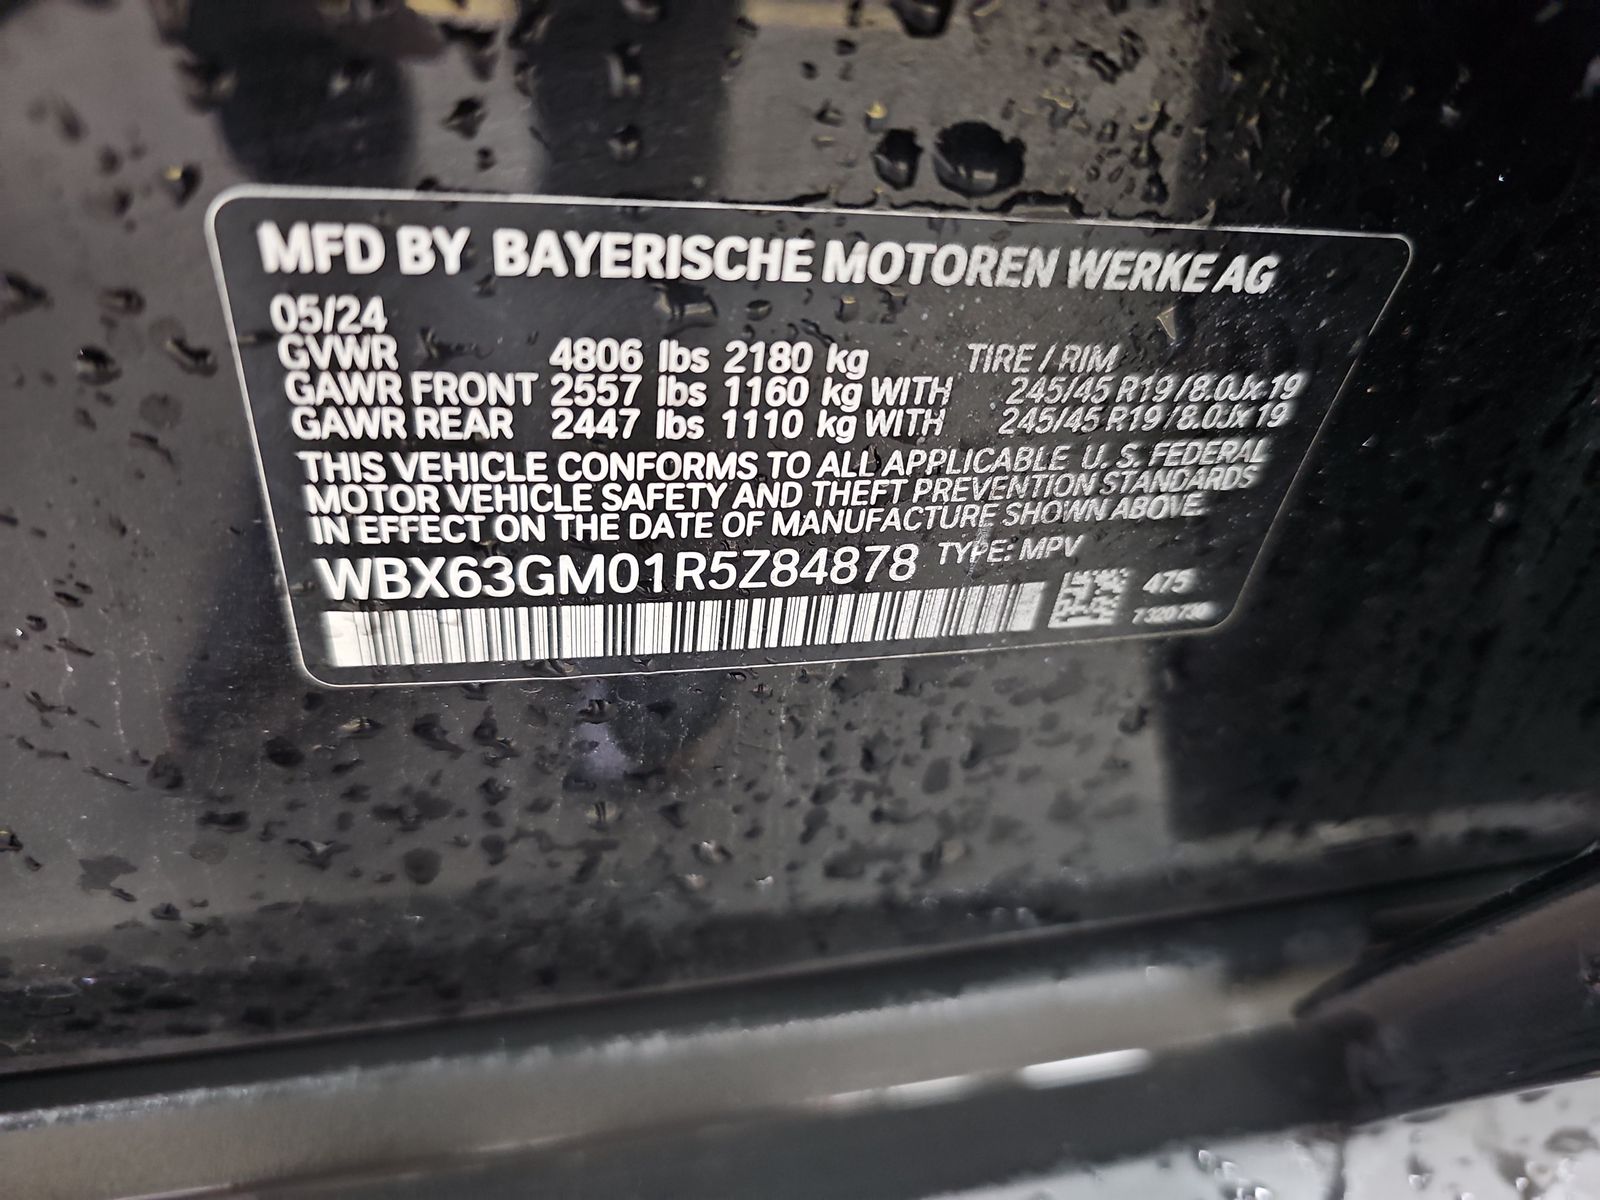 MFD BY BAYERISCHE MOTOREN WERKE AG
05/24
GVWR 4806 lbs 2180 kg TIRE / RIM
GAWR FRONT 2557 lbs 1160 kg WITH 245/45 R19 /8.0Jx19
GAWR REAR 2447 lbs 1110 kg WITH 245/45 R19 /8.0Jx19
THIS VEHICLE CONFORMS TO ALL APPLICABLE U. S. FEDERAL
MOTOR VEHICLE SAFETY AND THEFT PREVENTION STANDARDS
IN EFFECT ON THE DATE OF MANUFACTURE SHOWN ABOVE.
WBX63GM01R5Z84878 TYPE: MPV
475